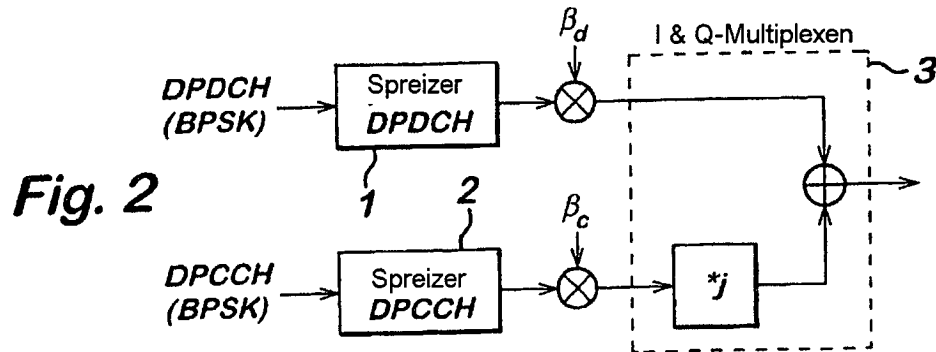 β_d
I & Q-Multiplexen
3
DPDCH
(BPSK)
Spreizer
DPDCH
1
Fig. 2
2
β_c
DPCCH
(BPSK)
Spreizer
DPCCH
*j